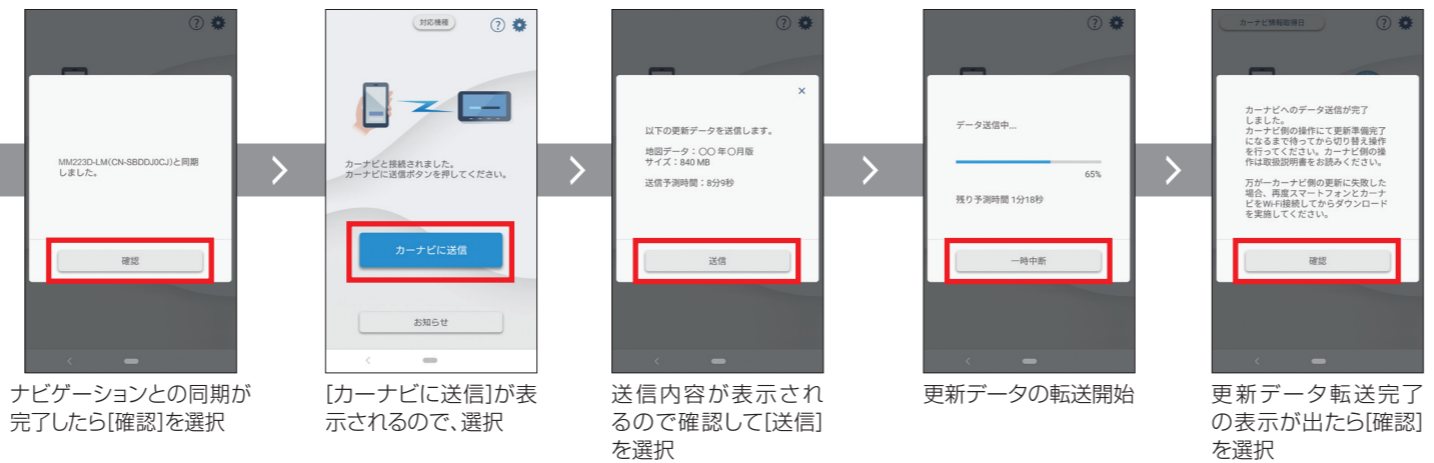 MM223D-LM(CN-SBDDJ0CJ)と同期
しました。
確認
ナビゲーションとの同期が
完了したら[確認]を選択
対応機種
?
カーナビと接続されました。
カーナビに送信ボタンを押してください。
カーナビに送信
お知らせ
[カーナビに送信]が表
示されるので、選択
?
×
以下の更新データを送信します。
地図データ:〇〇年〇月版
サイズ:840 MB
送信予測時間:8分9秒
送信
送信内容が表示され
るので確認して[送信]
を選択
?
データ送信中...
65%
残り予測時間 1分18秒
一時中断
更新データの転送開始
?
カーナビ情報取得日
?
カーナビへのデータ送信が完了
しました。
カーナビ側の操作にて更新準備完了
になるまで待ってから切り替え操作
を行ってください。カーナビ側の操
作は取扱説明書をお読みください。
万が一カーナビ側の更新に失敗した
場合、再度スマートフォンとカーナ
ビをWi-Fi接続してからダウンロード
を実施してください。
確認
更新データ転送完了
の表示が出たら[確認]
を選択